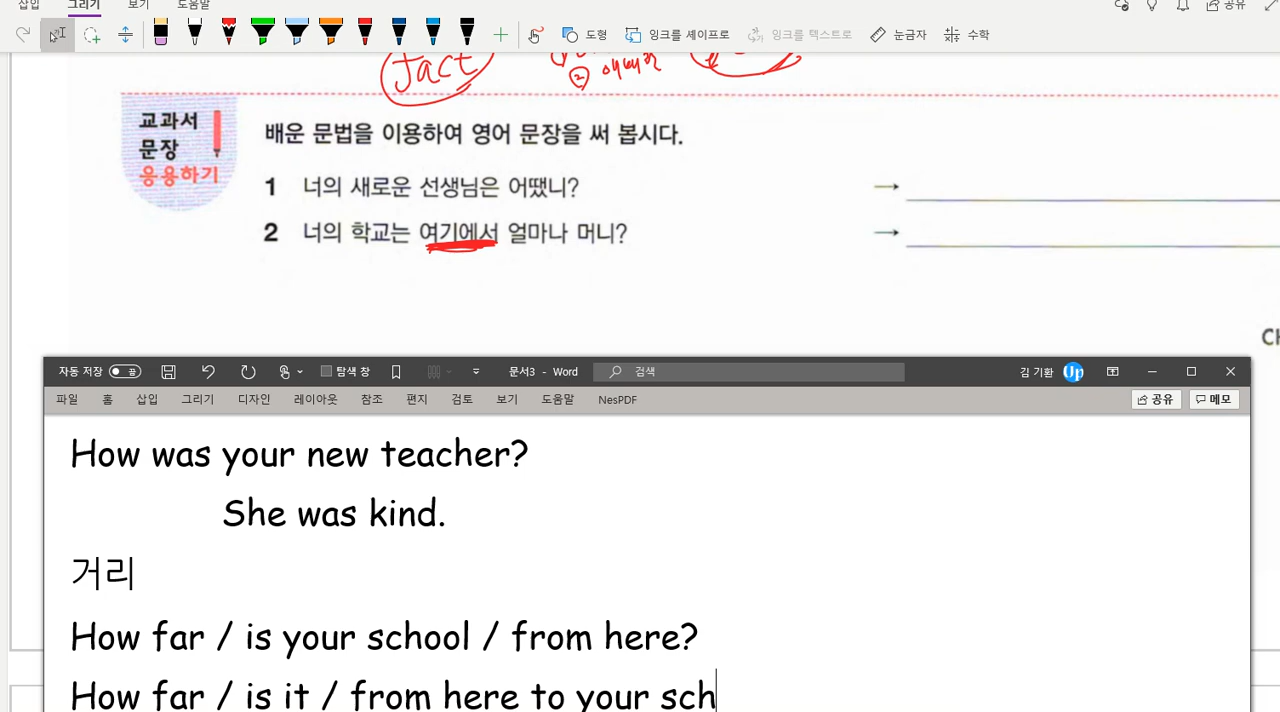 삽입 그리기 보기 도움말 공유
도형 잉크를 셰이프로 잉크를 텍스트로 눈금자 수학
fact
②
교과서
문장
응용하기
배운 문법을 이용하여 영어 문장을 써 봅시다.
1 너의 새로운 선생님은 어땠니? →
2 너의 학교는 여기에서 얼마나 머니? →
자동 저장 끔 탐색 창 문서3 - Word 검색 김 기환 Up
파일 홈 삽입 그리기 디자인 레이아웃 참조 편지 검토 보기 도움말 NesPDF 공유 메모
How was your new teacher?
She was kind.
거리
How far / is your school / from here?
How far / is it / from here to your sch